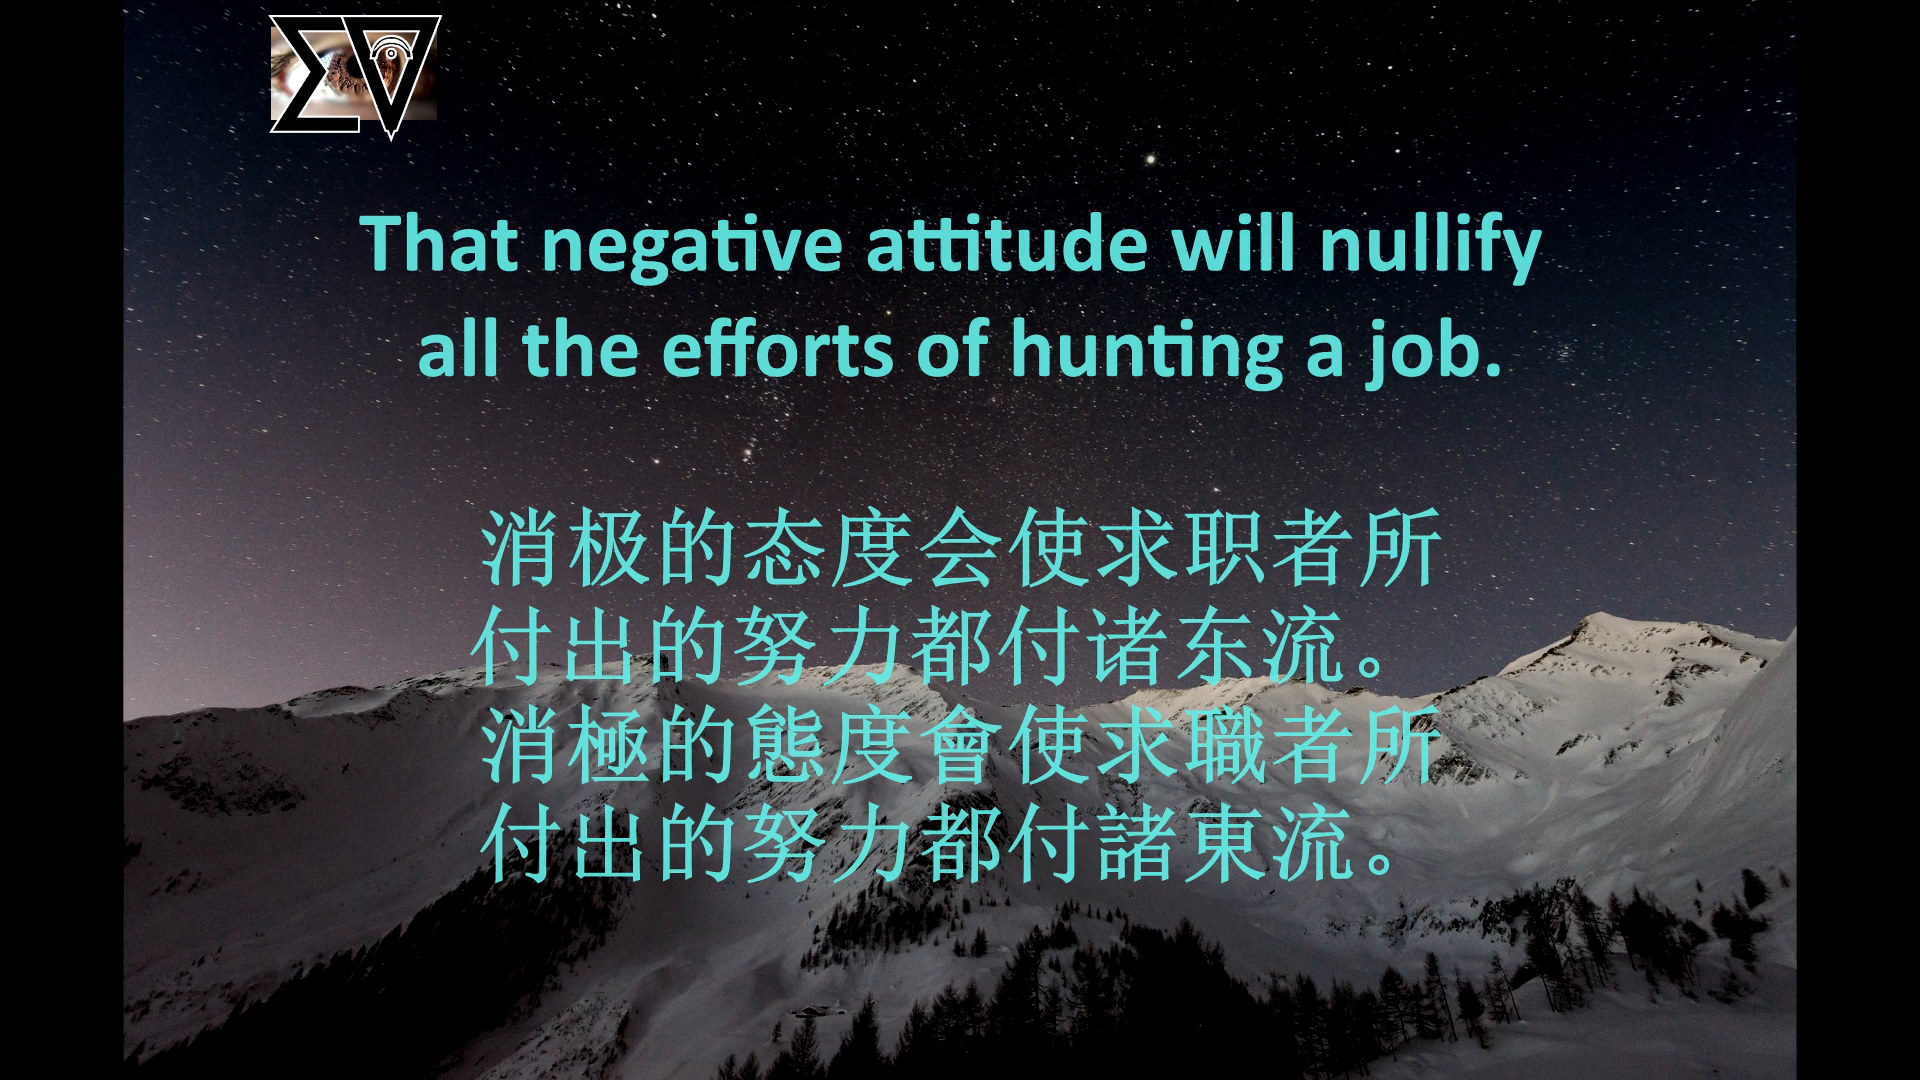 That negative attitude will nullify
all the efforts of hunting a job.
消极的态度会使求职者所
付出的努力都付诸东流。
消極的態度會使求職者所
付出的努力都付諸東流。